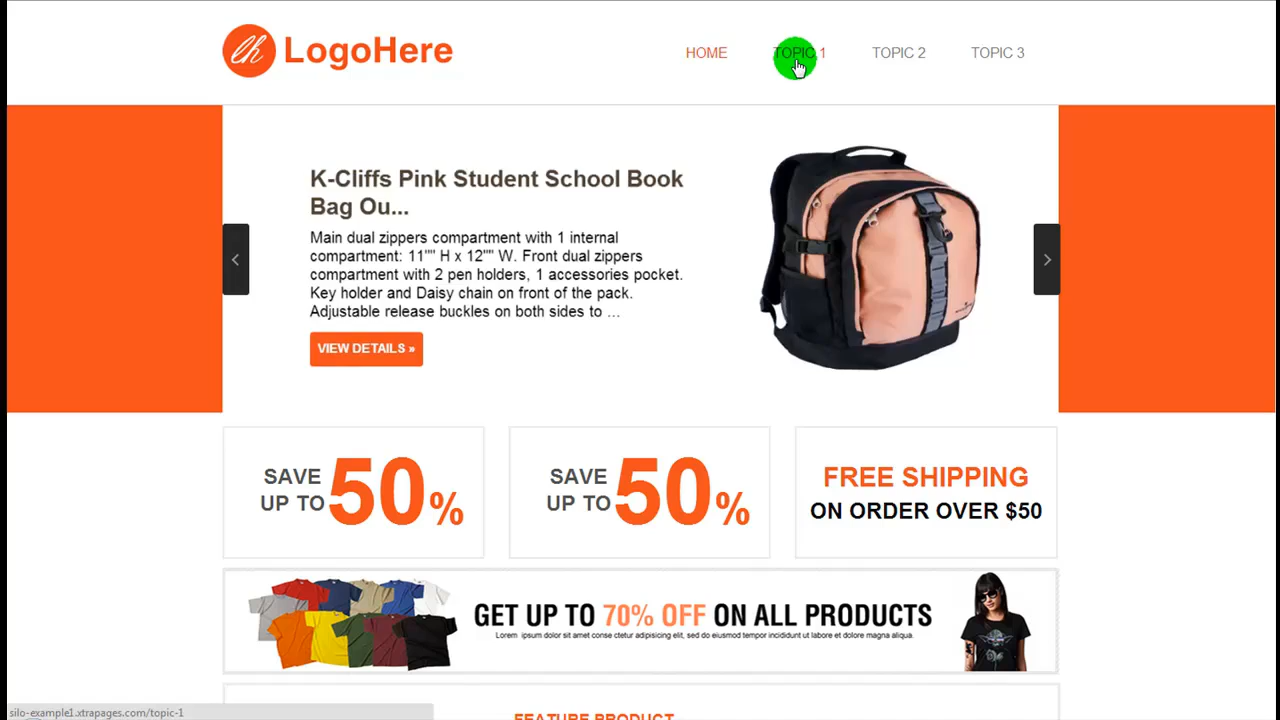 lh LogoHere
HOME TOPIC 1 TOPIC 2 TOPIC 3
K-Cliffs Pink Student School Book
Bag Ou...
Main dual zippers compartment with 1 internal
compartment: 11"" H x 12"" W. Front dual zippers
compartment with 2 pen holders, 1 accessories pocket.
Key holder and Daisy chain on front of the pack.
Adjustable release buckles on both sides to ...
VIEW DETAILS »
SAVE
UP TO 50%
SAVE
UP TO 50%
FREE SHIPPING
ON ORDER OVER $50
GET UP TO 70% OFF ON ALL PRODUCTS
Lorem ipsum dolor sit amet conse ctetur adipisicing elit, sed do eiusmod tempor incididunt ut labore et dolore magna aliqua.
FEATURE PRODUCT
silo-example1.xtrapages.com/topic-1